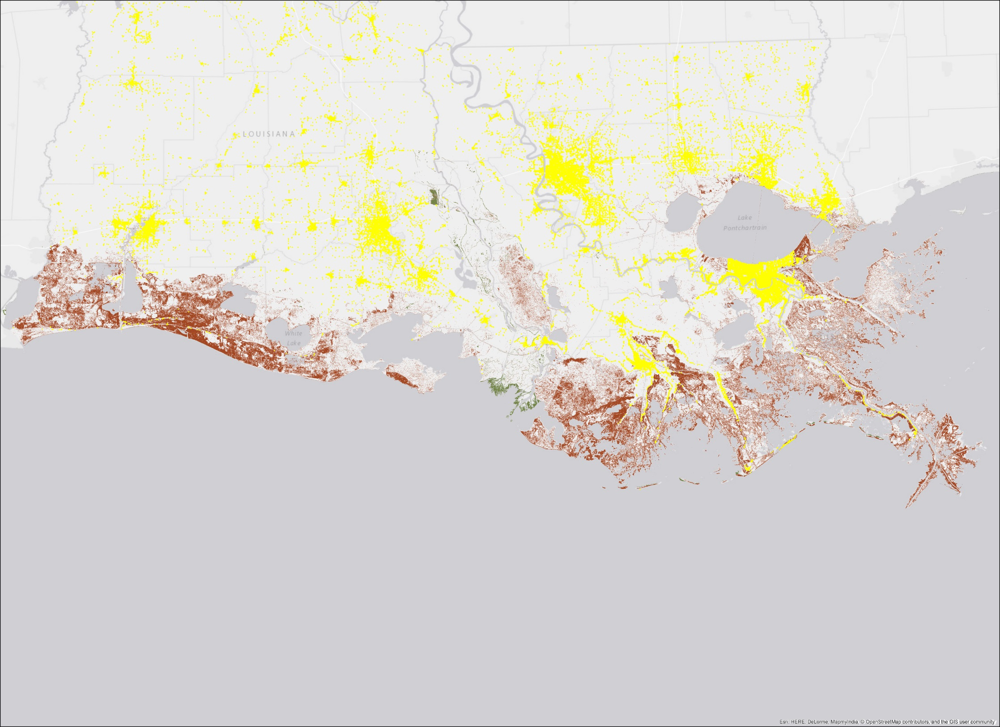 LOUISIANA
Lake
Pontchartrain
White
Lake
Esri, HERE, DeLorme, MapmyIndia, © OpenStreetMap contributors, and the GIS user community